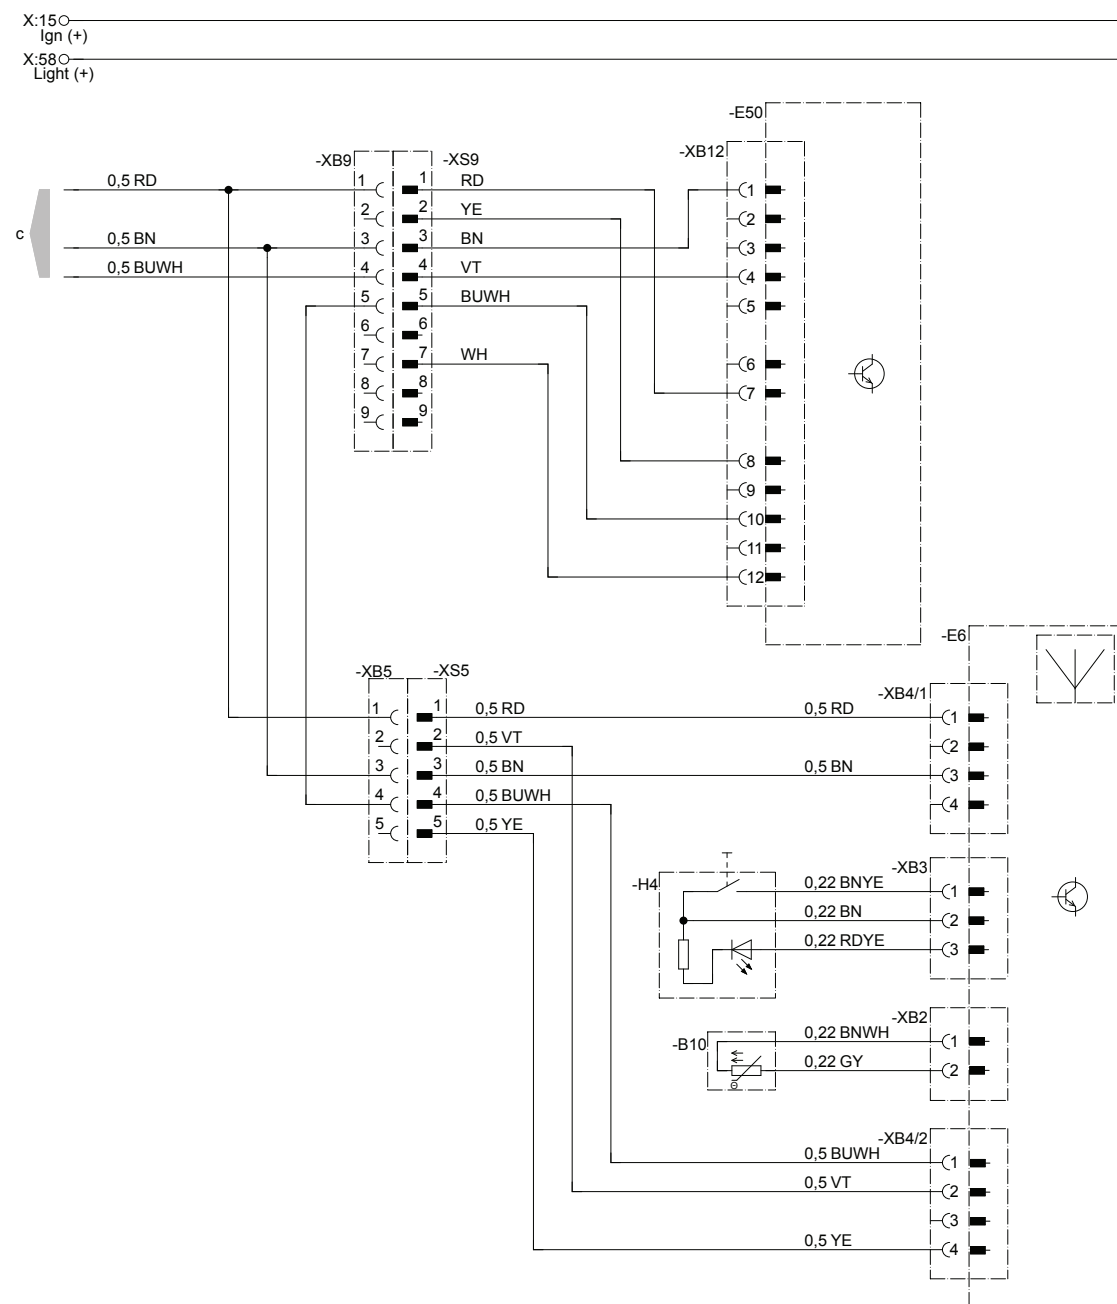 X:15
Ign (+)
X:58
Light (+)
-E50
-XB12
-XB9 -XS9
0,5 RD 1 1 RD 1
2 2 YE 2
c 0,5 BN 3 3 BN 3
0,5 BUWH 4 4 VT 4
5 5 BUWH 5
6 6
7 7 WH 6
8 8 7
9 9
8
9
10
11
12
-E6
-XB5 -XS5
-XB4/1
1 1 0,5 RD 0,5 RD 1
2 2 0,5 VT 2
3 3 0,5 BN 0,5 BN 3
4 4 0,5 BUWH 4
5 5 0,5 YE
-XB3
-H4 0,22 BNYE 1
0,22 BN 2
0,22 RDYE 3
-XB2
-B10 0,22 BNWH 1
0,22 GY 2
-XB4/2
0,5 BUWH 1
0,5 VT 2
3
0,5 YE 4